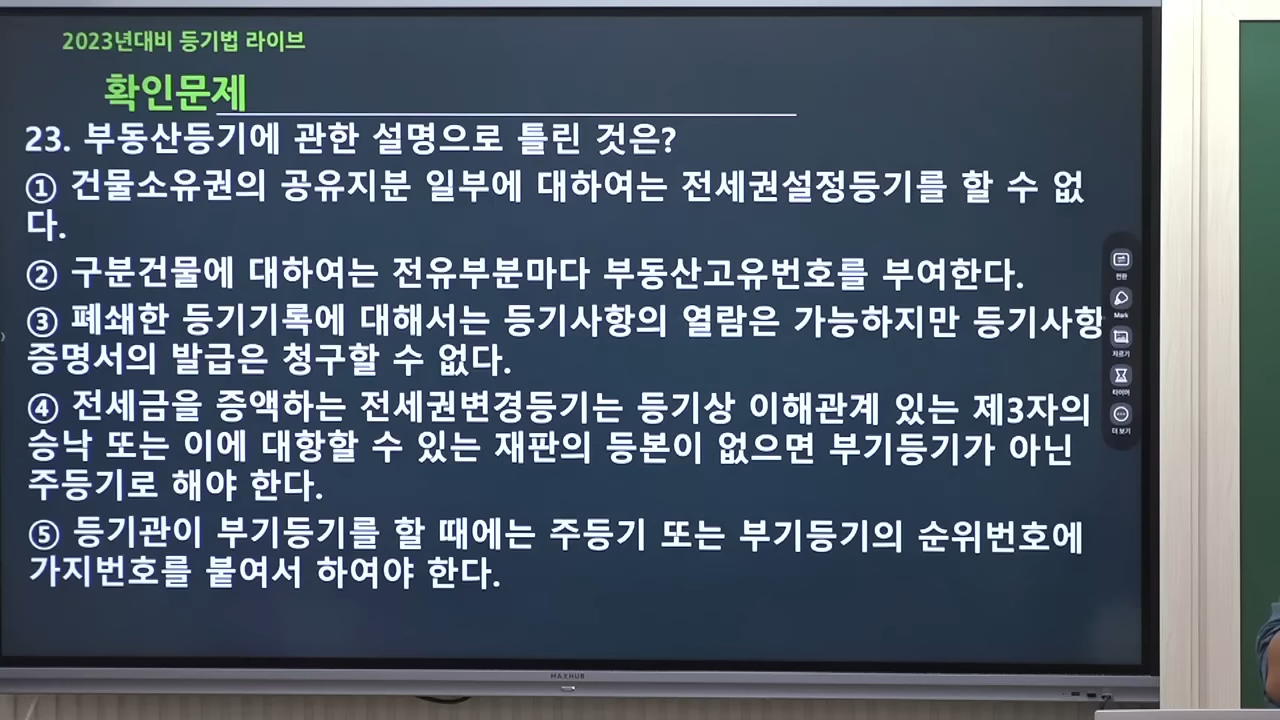 2023년대비 등기법 라이브
확인문제
23. 부동산등기에 관한 설명으로 틀린 것은?
① 건물소유권의 공유지분 일부에 대하여는 전세권설정등기를 할 수 없
다.
② 구분건물에 대하여는 전유부분마다 부동산고유번호를 부여한다.
③ 폐쇄한 등기기록에 대해서는 등기사항의 열람은 가능하지만 등기사항
증명서의 발급은 청구할 수 없다.
④ 전세금을 증액하는 전세권변경등기는 등기상 이해관계 있는 제3자의
승낙 또는 이에 대항할 수 있는 재판의 등본이 없으면 부기등기가 아닌
주등기로 해야 한다.
⑤ 등기관이 부기등기를 할 때에는 주등기 또는 부기등기의 순위번호에
가지번호를 붙여서 하여야 한다.
전환
Mark
자르기
타이머
더 보기
MAXHUB